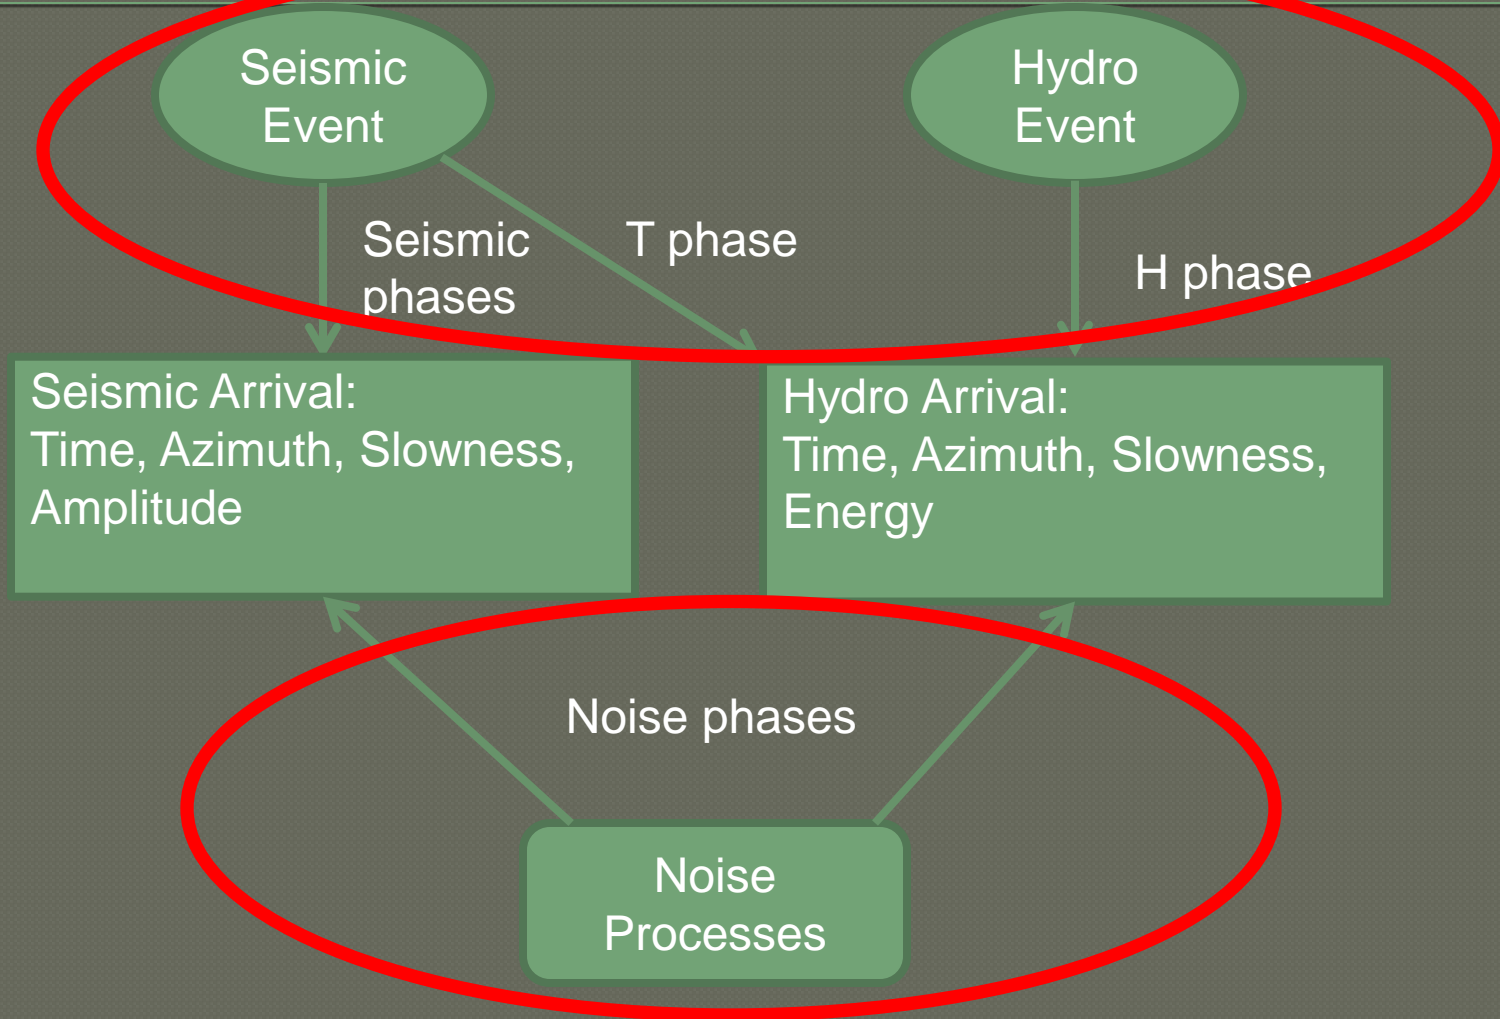 Seismic
Event
Hydro
Event
Seismic
phases
T phase
H phase
Seismic Arrival:
Time, Azimuth, Slowness,
Amplitude
Hydro Arrival:
Time, Azimuth, Slowness,
Energy
Noise phases
Noise
Processes